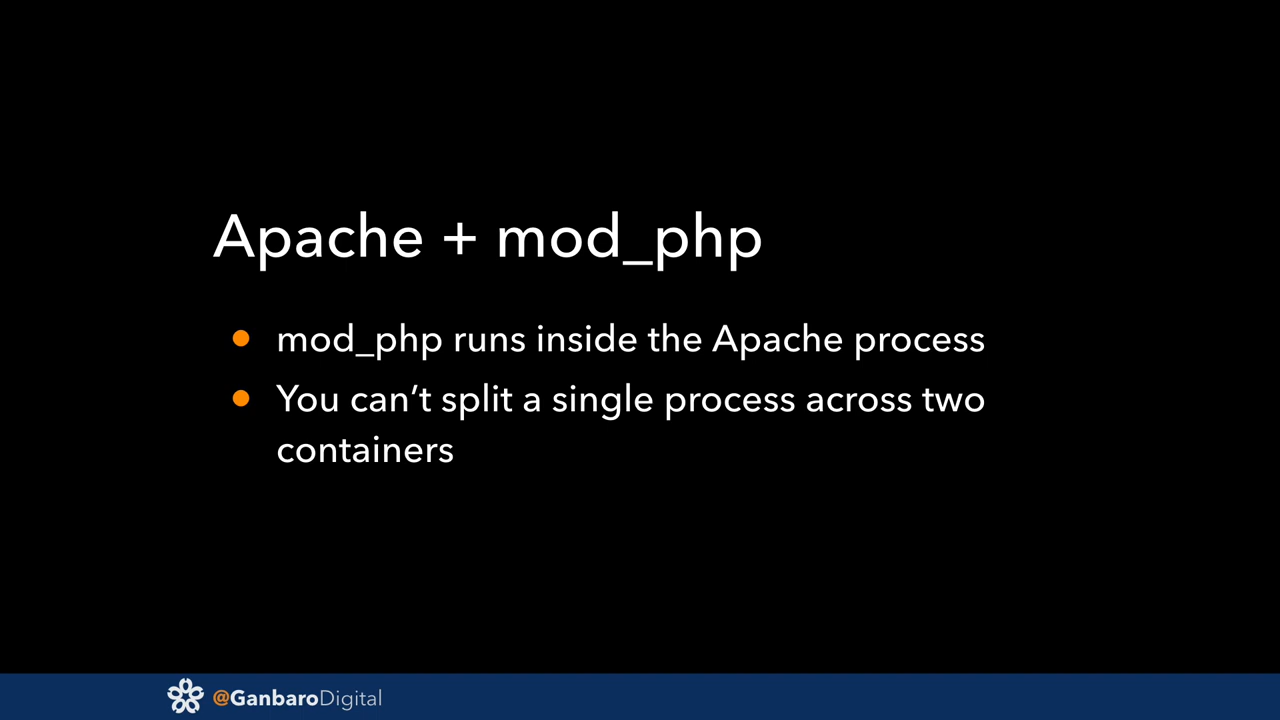 Apache + mod_php
mod_php runs inside the Apache process
You can’t split a single process across two
containers
@GanbaroDigital